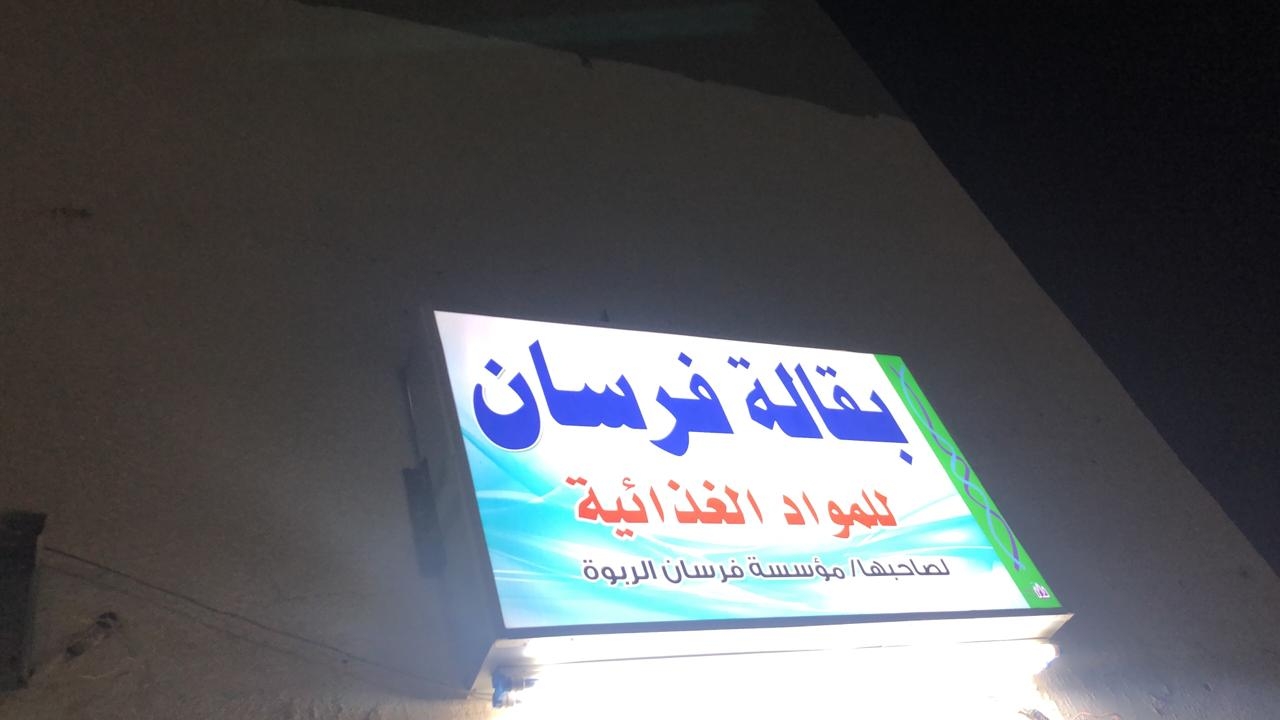 بقالة فرسان
للمواد الغذائية
لصاحبها/ مؤسسة فرسان الربوة